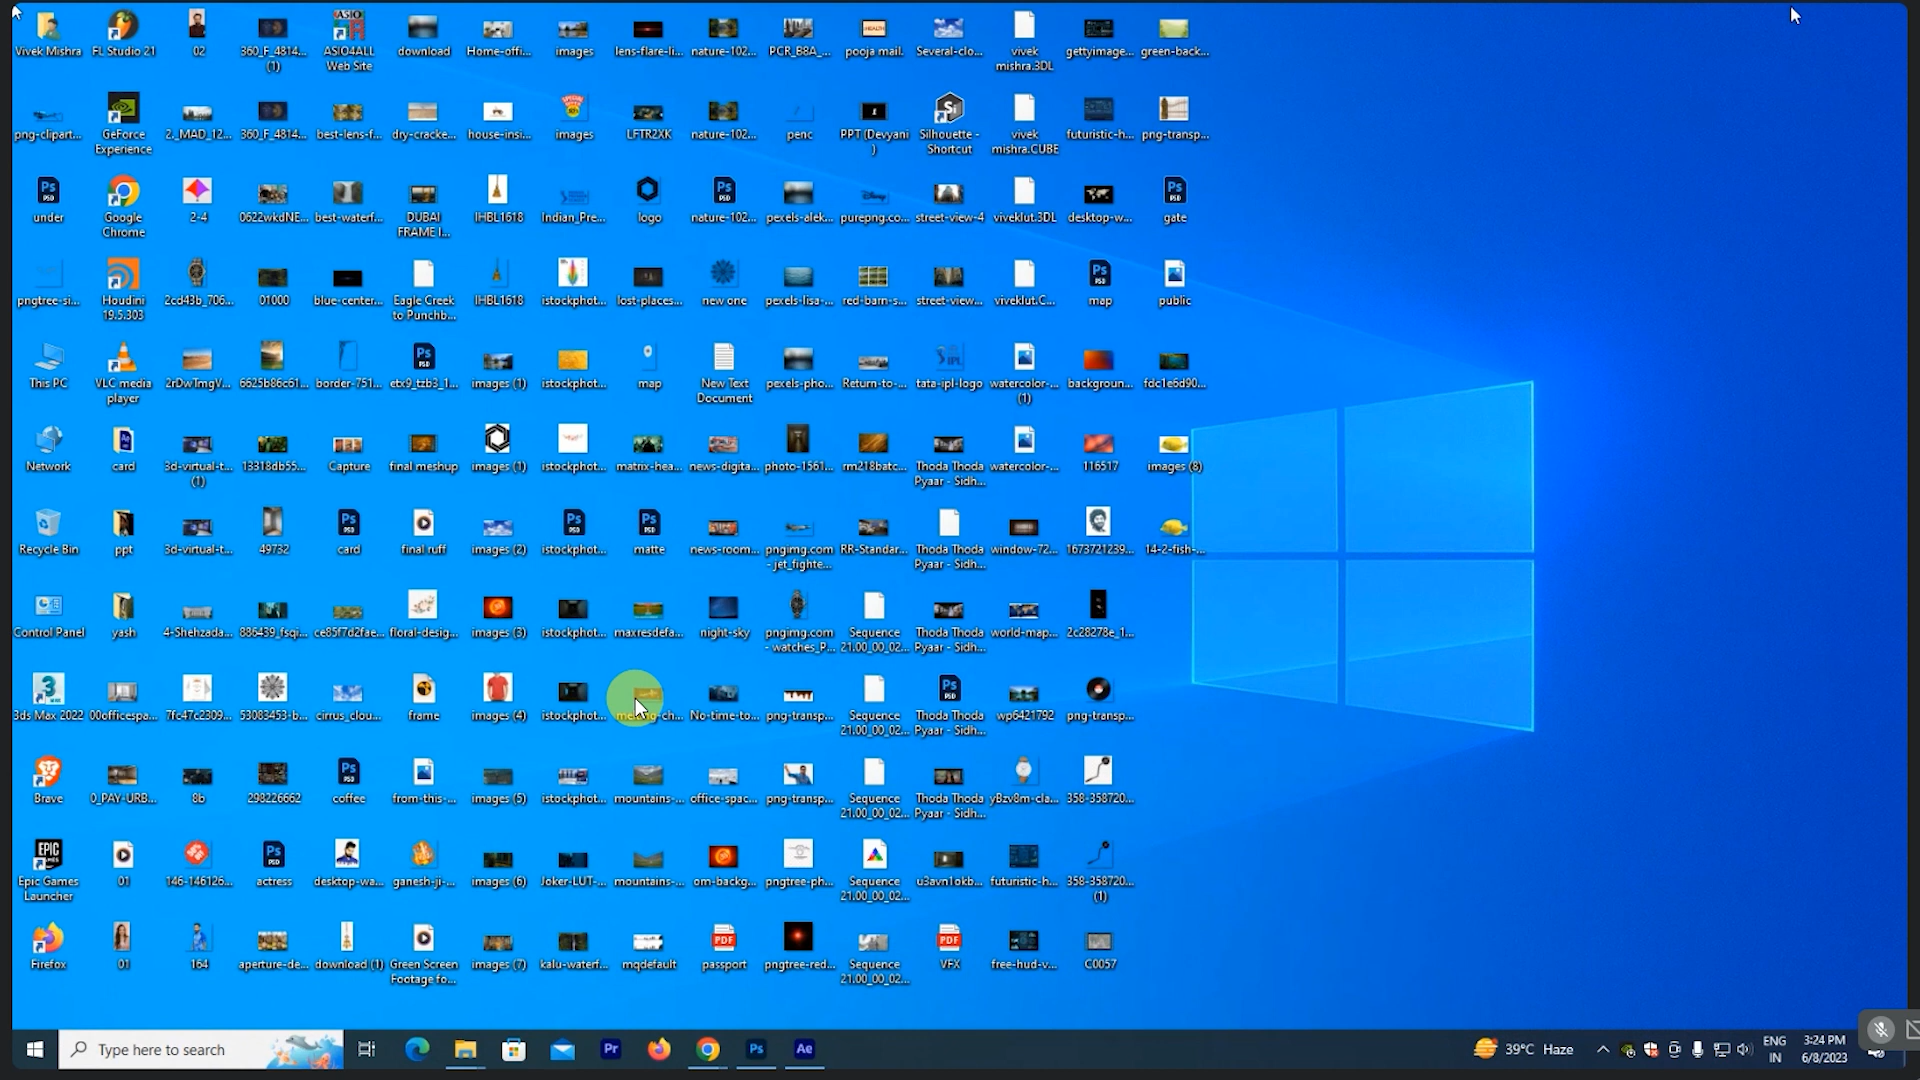 Vivek Mishra FL Studio 21 02 360_F_4814... ASIO4ALL download Home-offi... images lens-flare-li... nature-102... PCR_B8A_... pooja mail. Several-clo... vivek gettyimage... green-back...
(1) Web Site mishra.3DL
png-clipart... GeForce 2._MAD_12... 360_F_4814... best-lens-f... dry-cracke... house-insi... images LFTR2XK nature-102... penc PPT (Devyani Silhouette - vivek futuristic-h... png-transp...
Experience ) Shortcut mishra.CUBE
under Google 2-4 0622wkdNE... best-waterf... DUBAI IHBL1618 Indian_Pre... logo nature-102... pexels-alek... purepng.co... street-view-4 viveklut.3DL desktop-w... gate
Chrome FRAME I...
pngtree-si... Houdini 2cd43b_706... 01000 blue-center... Eagle Creek IHBL1618 istockphot... lost-places... new one pexels-lisa-... red-barn-s... street-view... viveklut.C... map public
19.5.303 to Punchb...
This PC VLC media 2rDwTmgV... 6625b86c61... border-751... etx9_tzb3_1... images (1) istockphot... map New Text pexels-pho... Return-to-... tata-ipl-logo watercolor-... backgroun... fdc1e6d90...
player Document (1)
Network card 3d-virtual-t... 13318db55... Capture final meshup images (1) istockphot... matrix-hea... news-digita... photo-1561... rm218batc... Thoda Thoda watercolor-... 116517 images (8)
(1) Pyaar - Sidh...
Recycle Bin ppt 3d-virtual-t... 49732 card final ruff images (2) istockphot... matte news-room... pngimg.com RR-Standar... Thoda Thoda window-72... 1673721239... 14-2-fish-...
- jet_fighte... Pyaar - Sidh...
Control Panel yash 4-Shehzada... 886439_fsqi... ce85f7d2fae... floral-desig... images (3) istockphot... maxresdefa... night-sky pngimg.com Sequence Thoda Thoda world-map... 2c28278e_1...
- watches_P... 21.00_00_02... Pyaar - Sidh...
3ds Max 2022 00officespa... 7fc47c2309... 53083453-b... cirrus_clou... frame images (4) istockphot... No-time-to... png-transp... Sequence Thoda Thoda wp6421792 png-transp...
21.00_00_02... Pyaar - Sidh...
Brave 0_PAY-URB... 8b 298226662 coffee from-this-... images (5) istockphot... mountains-... office-spac... png-transp... Sequence Thoda Thoda yBzv8m-cla... 358-358720...
21.00_00_02... Pyaar - Sidh...
Epic Games 01 146-146126... actress desktop-wa... ganesh-ji-... images (6) Joker-LUT-... mountains-... om-backg... pngtree-ph... Sequence u3avn1okb... futuristic-h... 358-358720...
Launcher 21.00_00_02... (1)
Firefox 01 164 aperture-de... download (1) Green Screen images (7) kalu-waterf... mqdefault passport pngtree-red... Sequence VFX free-hud-v... C0057
Footage fo... 21.00_00_02...
Type here to search Pr Ps Ae 39°C Haze ENG 3:24 PM
IN 6/8/2023